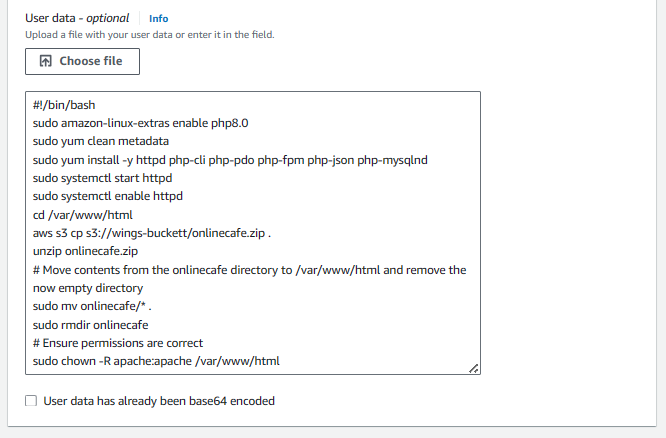 User data - optional Info
Upload a file with your user data or enter it in the field.
Choose file
#!/bin/bash
sudo amazon-linux-extras enable php8.0
sudo yum clean metadata
sudo yum install -y httpd php-cli php-pdo php-fpm php-json php-mysqlnd
sudo systemctl start httpd
sudo systemctl enable httpd
cd /var/www/html
aws s3 cp s3://wings-buckett/onlinecafe.zip .
unzip onlinecafe.zip
# Move contents from the onlinecafe directory to /var/www/html and remove the
now empty directory
sudo mv onlinecafe/* .
sudo rmdir onlinecafe
# Ensure permissions are correct
sudo chown -R apache:apache /var/www/html
User data has already been base64 encoded